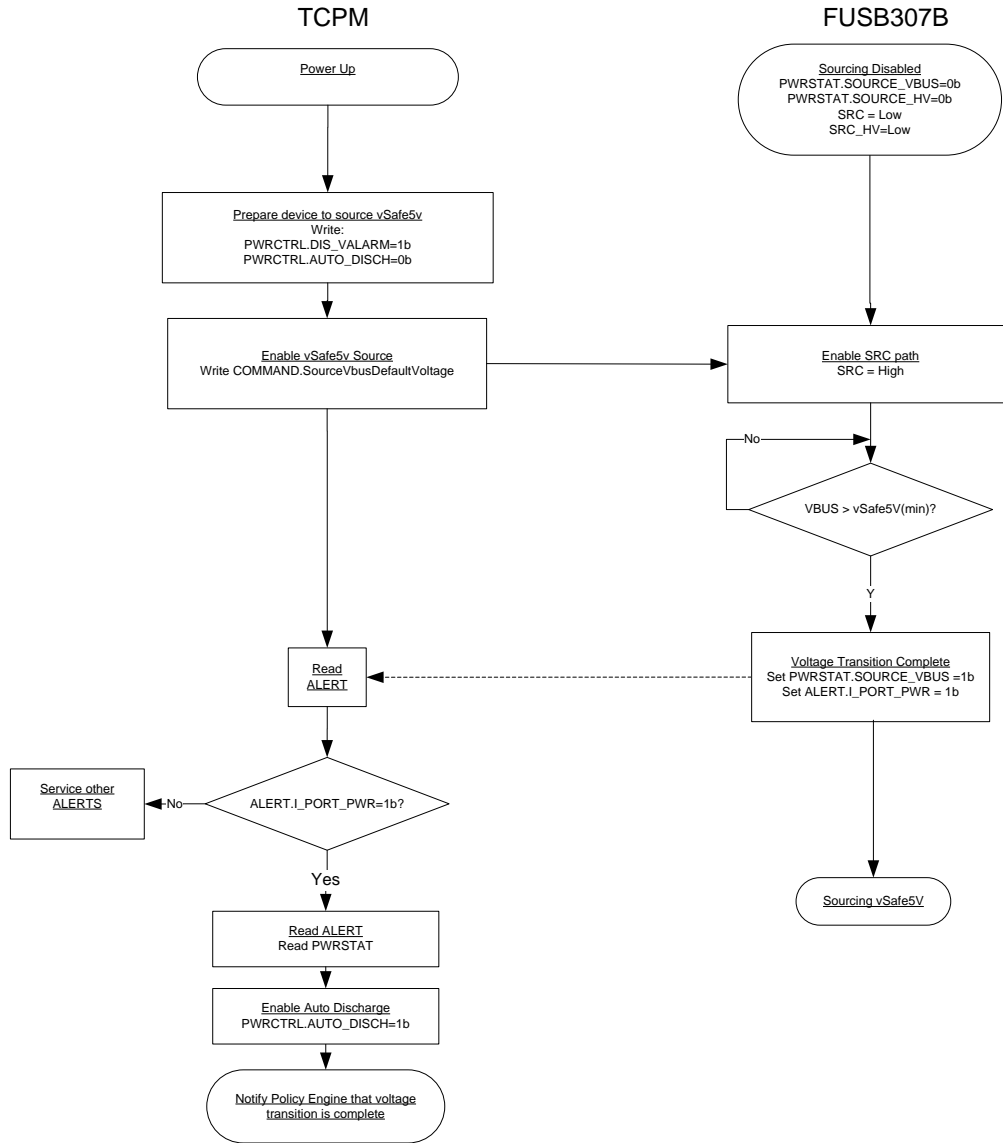 TCPM
FUSB307B
Power Up
Sourcing Disabled
PWRSTAT.SOURCE_VBUS=0b
PWRSTAT.SOURCE_HV=0b
SRC = Low
SRC_HV=Low
Prepare device to source vSafe5v
Write:
PWRCTRL.DIS_VALARM=1b
PWRCTRL.AUTO_DISCH=0b
Enable vSafe5v Source
Write COMMAND.SourceVbusDefaultVoltage
Enable SRC path
SRC = High
No
VBUS > vSafe5V(min)?
Y
Read
ALERT
Voltage Transition Complete
Set PWRSTAT.SOURCE_VBUS =1b
Set ALERT.I_PORT_PWR = 1b
Service other
ALERTS
No
ALERT.I_PORT_PWR=1b?
Yes
Sourcing vSafe5V
Read ALERT
Read PWRSTAT
Enable Auto Discharge
PWRCTRL.AUTO_DISCH=1b
Notify Policy Engine that voltage
transition is complete